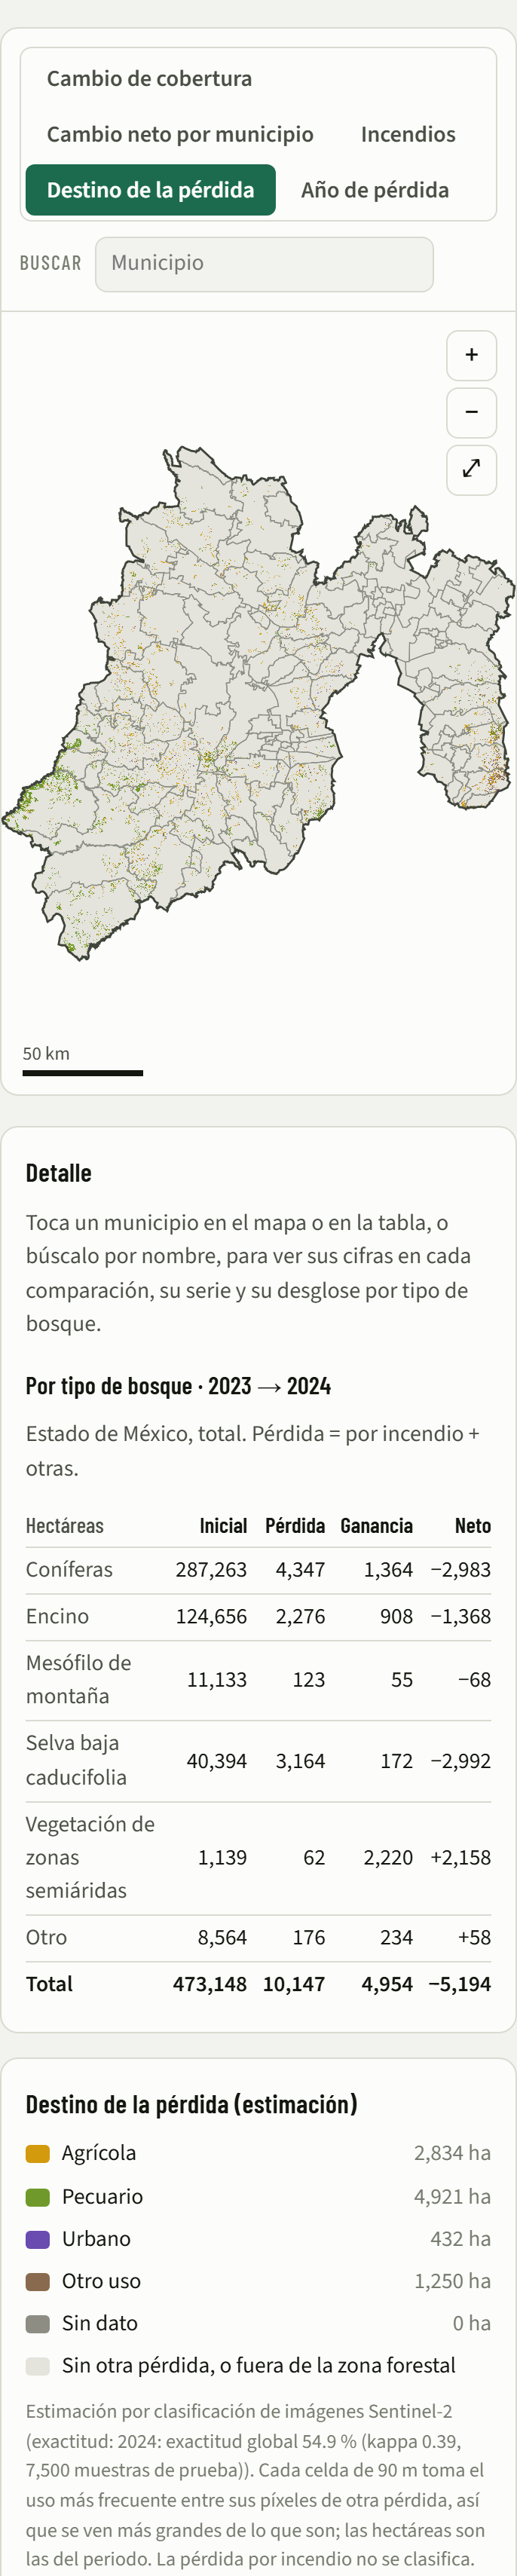 Cambio de cobertura
Cambio neto por municipio Incendios
Destino de la pérdida Año de pérdida
BUSCAR Municipio
+
−
⤢
50 km
Detalle
Toca un municipio en el mapa o en la tabla, o
búscalo por nombre, para ver sus cifras en cada
comparación, su serie y su desglose por tipo de
bosque.
Por tipo de bosque · 2023 → 2024
Estado de México, total. Pérdida = por incendio +
otras.
Hectáreas Inicial Pérdida Ganancia Neto
Coníferas 287,263 4,347 1,364 −2,983
Encino 124,656 2,276 908 −1,368
Mesófilo de
montaña 11,133 123 55 −68
Selva baja
caducifolia 40,394 3,164 172 −2,992
Vegetación de
zonas
semiáridas 1,139 62 2,220 +2,158
Otro 8,564 176 234 +58
Total 473,148 10,147 4,954 −5,194
Destino de la pérdida (estimación)
Agrícola 2,834 ha
Pecuario 4,921 ha
Urbano 432 ha
Otro uso 1,250 ha
Sin dato 0 ha
Sin otra pérdida, o fuera de la zona forestal
Estimación por clasificación de imágenes Sentinel-2
(exactitud: 2024: exactitud global 54.9 % (kappa 0.39,
7,500 muestras de prueba)). Cada celda de 90 m toma el
uso más frecuente entre sus píxeles de otra pérdida, así
que se ven más grandes de lo que son; las hectáreas son
las del periodo. La pérdida por incendio no se clasifica.